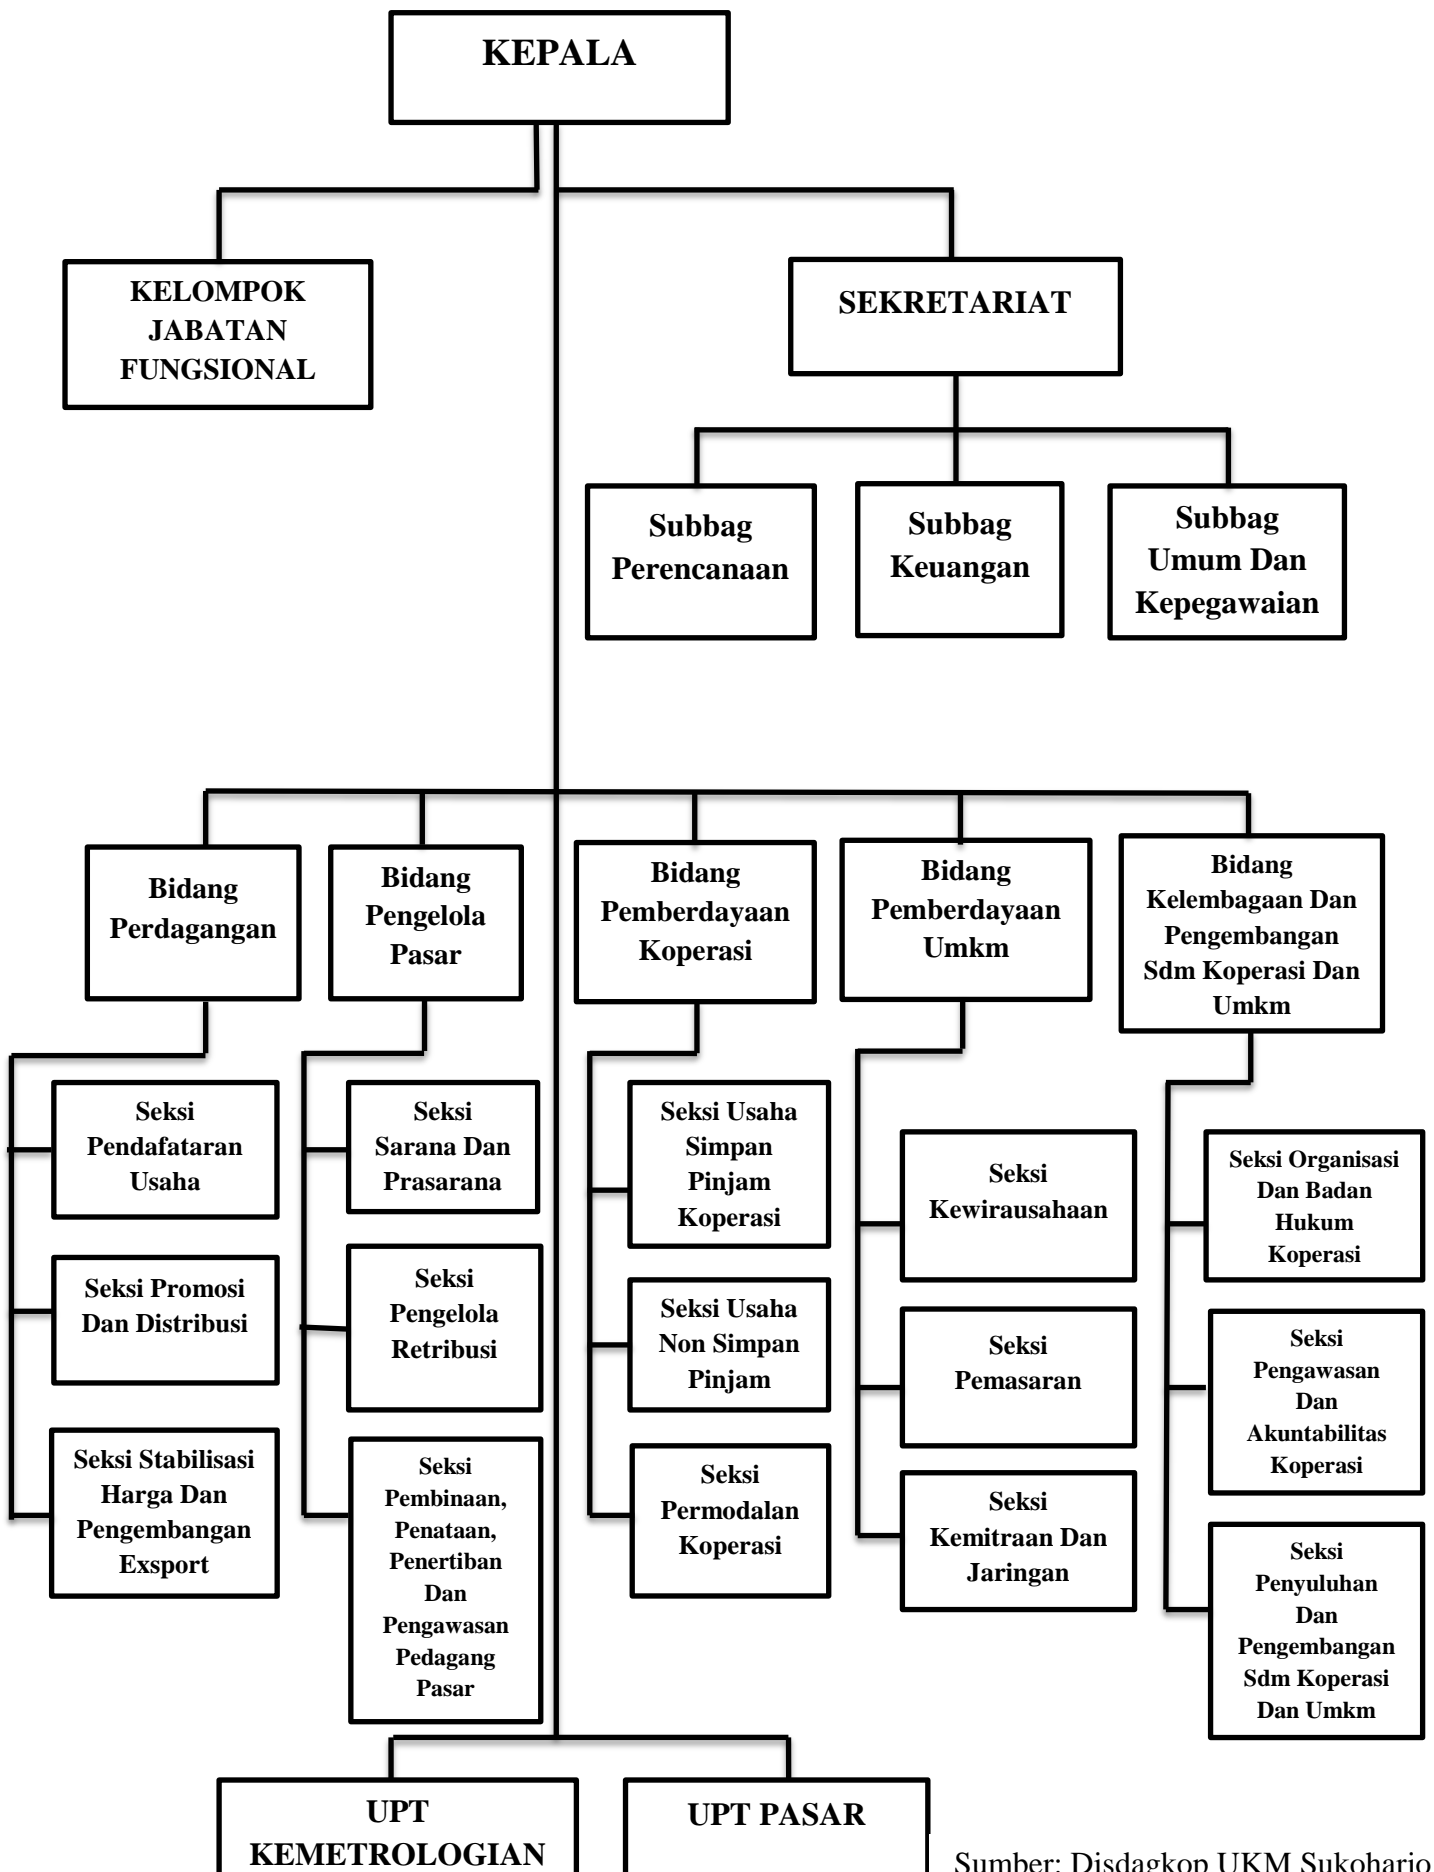 KEPALA
KELOMPOK
JABATAN
FUNGSIONAL
SEKRETARIAT
Subbag
Perencanaan
Subbag
Keuangan
Subbag
Umum Dan
Kepegawaian
Bidang
Perdagangan
Bidang
Pengelola
Pasar
Bidang
Pemberdayaan
Koperasi
Bidang
Pemberdayaan
Umkm
Bidang
Kelembagaan Dan
Pengembangan
Sdm Koperasi Dan
Umkm
Seksi
Pendafataran
Usaha
Seksi Promosi
Dan Distribusi
Seksi Stabilisasi
Harga Dan
Pengembangan
Exsport
Seksi
Sarana Dan
Prasarana
Seksi
Pengelola
Retribusi
Seksi
Pembinaan,
Penataan,
Penertiban
Dan
Pengawasan
Pedagang
Pasar
Seksi Usaha
Simpan
Pinjam
Koperasi
Seksi Usaha
Non Simpan
Pinjam
Seksi
Permodalan
Koperasi
Seksi
Kewirausahaan
Seksi
Pemasaran
Seksi
Kemitraan Dan
Jaringan
Seksi Organisasi
Dan Badan
Hukum
Koperasi
Seksi
Pengawasan
Dan
Akuntabilitas
Koperasi
Seksi
Penyuluhan
Dan
Pengembangan
Sdm Koperasi
Dan Umkm
UPT
KEMETROLOGIAN
UPT PASAR
Sumber: Disdagkop UKM Sukoharjo